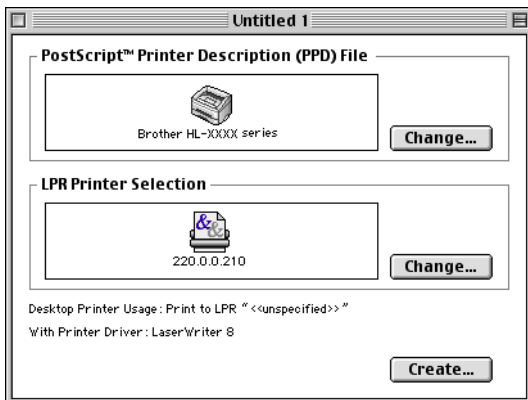 Untitled 1
PostScript™ Printer Description (PPD) File
Brother HL-XXXX series
Change...
LPR Printer Selection
220.0.0.210
Change...
Desktop Printer Usage: Print to LPR "<<unspecified>>"
With Printer Driver: LaserWriter 8
Create...